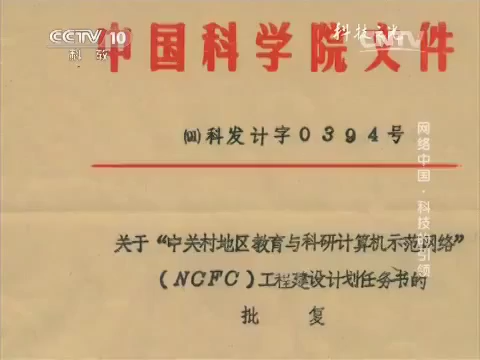 CCTV 10
科教
科技之光
CNTV
中国科学院文件
科发计字0394号
网络中国·科技的引领
关于“中关村地区教育与科研计算机示范网络”
(NCFC)工程建设计划任务书的
批 复